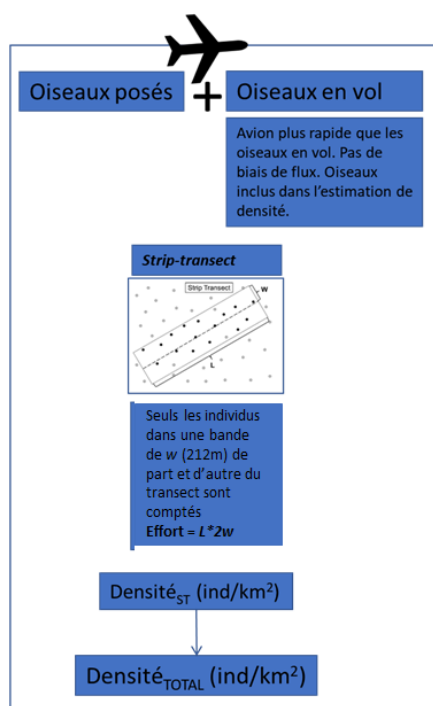 Oiseaux posés + Oiseaux en vol
Avion plus rapide que les
oiseaux en vol. Pas de
biais de flux. Oiseaux
inclus dans l'estimation de
densité.
Strip-transect
Strip Transect
W
L
Seuls les individus
dans une bande
de w (212m) de
part et d'autre du
transect sont
comptés
Effort = L*2w
Densité_ST (ind/km²)
Densité_TOTAL (ind/km²)